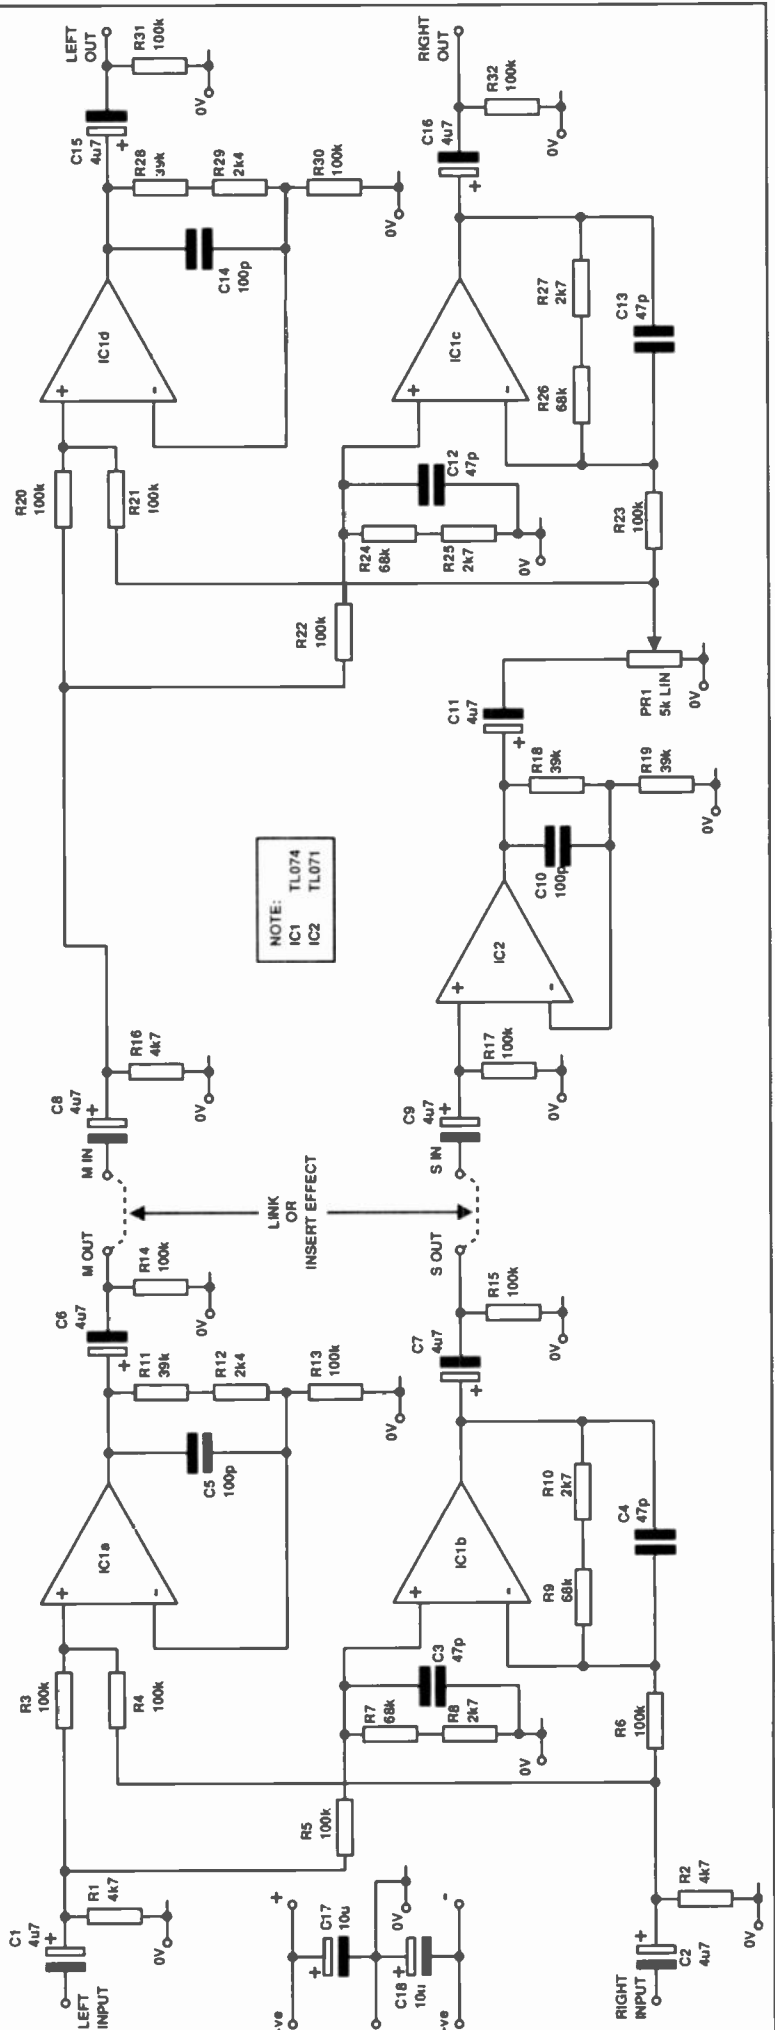 LEFT
OUT
R31
100k
0V
C15
4u7
+
R28
39k
R29
2k4
R30
100k
0V
C14
100p
IC1d
+
-
R20
100k
R21
100k
RIGHT
OUT
R32
100k
0V
C16
4u7
+
R27
2k7
C13
47p
IC1c
R26
68k
+
-
C12
47p
R24
68k
R25
2k7
0V
R23
100k
R22
100k
C11
4u7
+
PR1
5k LIN
0V
R18
39k
R19
39k
0V
C10
100p
IC2
+
-
NOTE:
IC1 TL074
IC2 TL071
R16
4k7
0V
C8
4u7
+
M IN
R17
100k
0V
C9
4u7
+
S IN
LINK
OR
INSERT EFFECT
M OUT
R14
100k
0V
C6
4u7
+
S OUT
R15
100k
0V
C7
4u7
+
R11
39k
R12
2k4
R13
100k
0V
C5
100p
IC1a
+
-
R10
2k7
C4
47p
IC1b
R9
68k
+
-
R3
100k
R4
100k
C3
47p
R7
68k
R8
2k7
0V
R6
100k
R5
100k
R1
4k7
0V
C1
4u7
+
LEFT
INPUT
+
C17
10u
+
0V
C18
10u
+
-
+ve
-ve
R2
4k7
0V
C2
4u7
+
RIGHT
INPUT